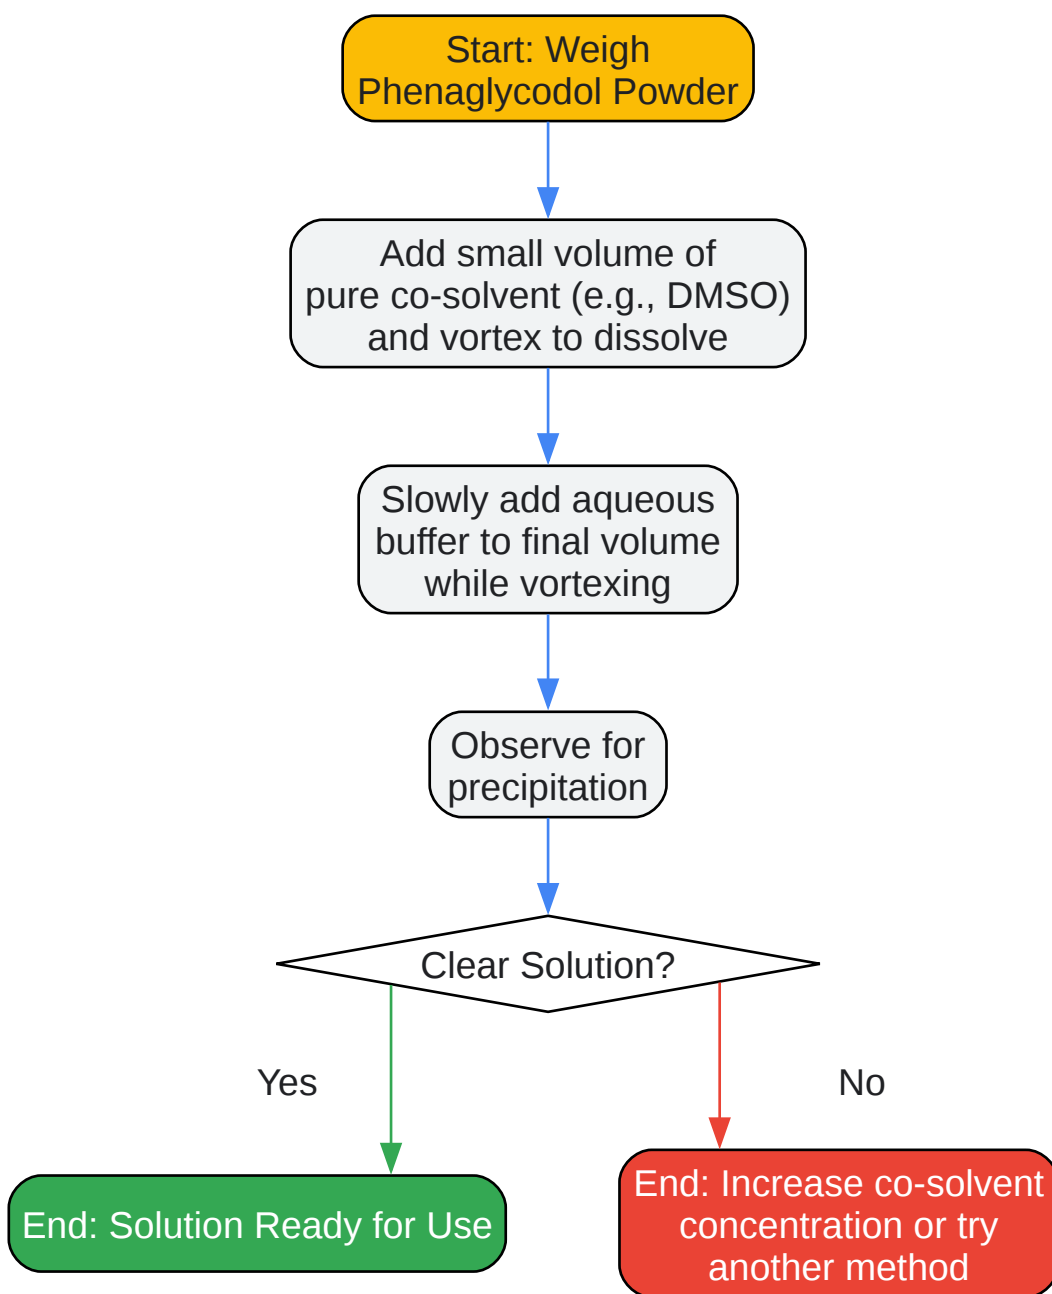 Start: Weigh
Phenaglycodol Powder
Add small volume of
pure co-solvent (e.g., DMSO)
and vortex to dissolve
Slowly add aqueous
buffer to final volume
while vortexing
Observe for
precipitation
Clear Solution?
Yes
No
End: Solution Ready for Use
End: Increase co-solvent
concentration or try
another method